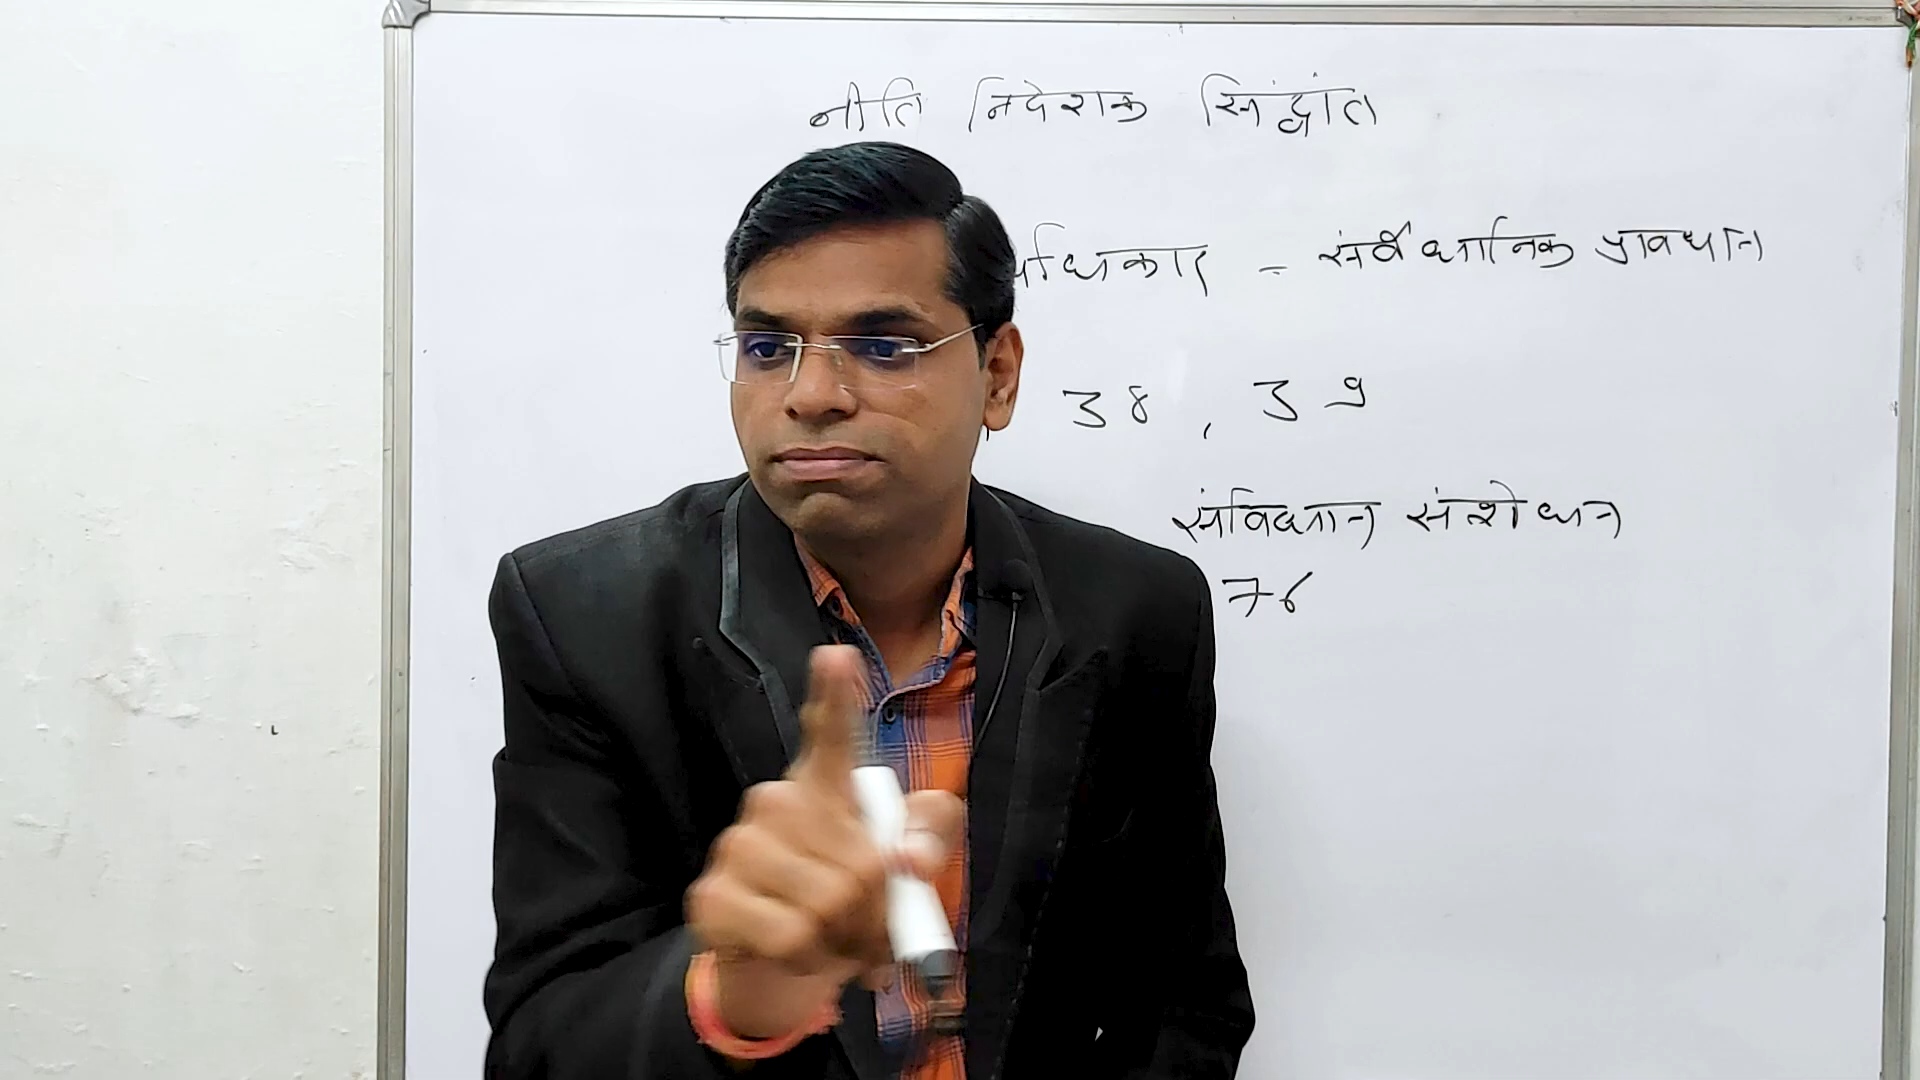 नीति निदेशक सिंद्धांत
- संवैधानिक प्रावधान
38, 39
संविधान संशोधन
76